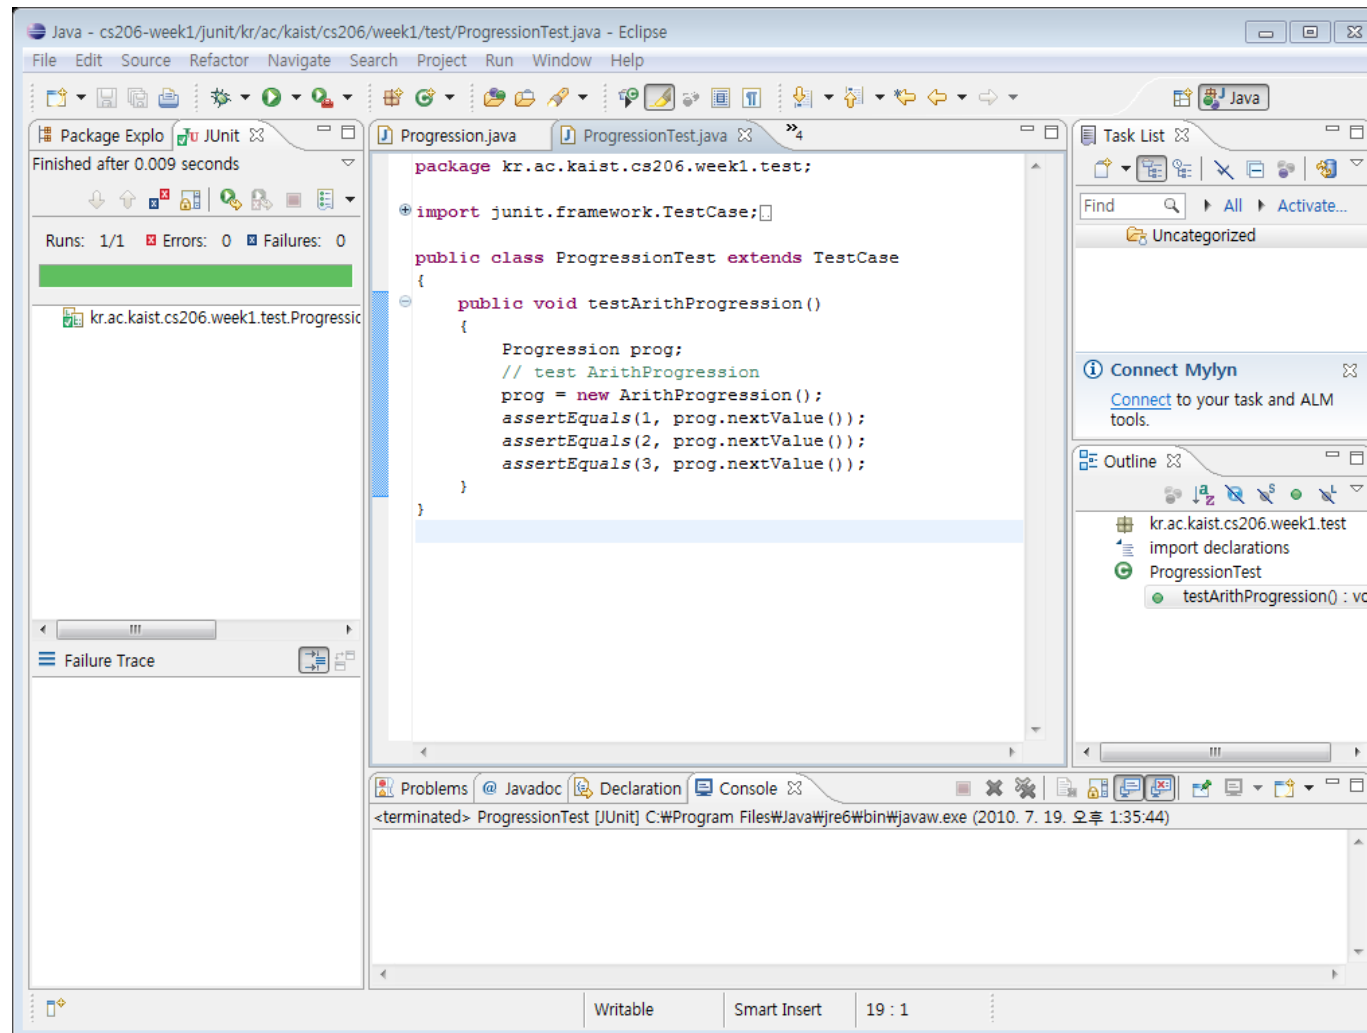 Java - cs206-week1/junit/kr/ac/kaist/cs206/week1/test/ProgressionTest.java - Eclipse
File Edit Source Refactor Navigate Search Project Run Window Help
Java
Package Explo JUnit
Finished after 0.009 seconds
Runs: 1/1 Errors: 0 Failures: 0
kr.ac.kaist.cs206.week1.test.Progressic
Failure Trace
Progression.java ProgressionTest.java »4
package kr.ac.kaist.cs206.week1.test;
import junit.framework.TestCase;
public class ProgressionTest extends TestCase
{
public void testArithProgression()
{
Progression prog;
// test ArithProgression
prog = new ArithProgression();
assertEquals(1, prog.nextValue());
assertEquals(2, prog.nextValue());
assertEquals(3, prog.nextValue());
}
}
Task List
Find All Activate...
Uncategorized
Connect Mylyn
Connect to your task and ALM
tools.
Outline
kr.ac.kaist.cs206.week1.test
import declarations
ProgressionTest
testArithProgression() : vo
Problems @ Javadoc Declaration Console
<terminated> ProgressionTest [JUnit] C:₩Program Files₩Java₩jre6₩bin₩javaw.exe (2010. 7. 19. 오후 1:35:44)
Writable Smart Insert 19 : 1